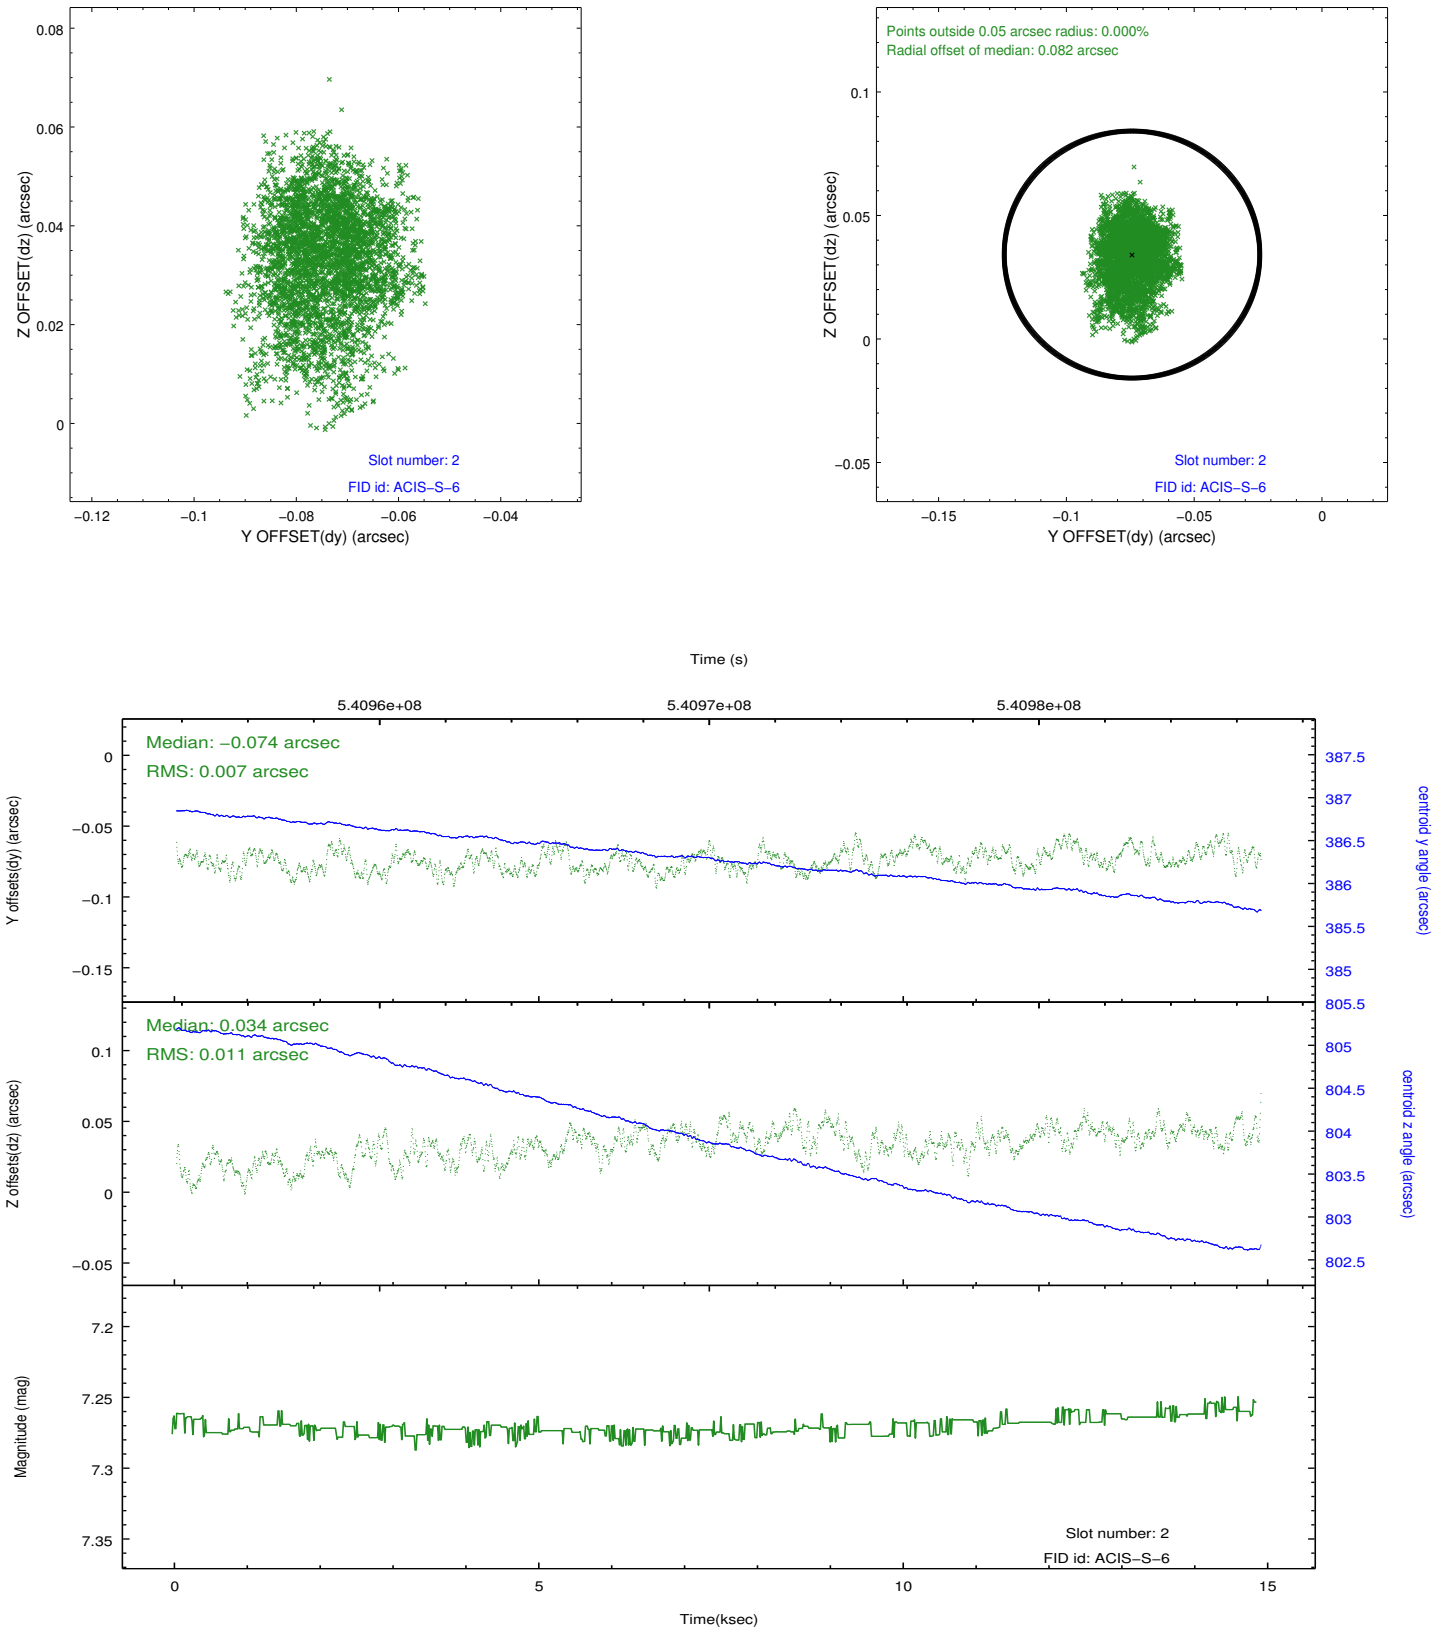 0.08
0.06
0.04
0.02
0
Z OFFSET(dz) (arcsec)
Slot number: 2
FID id: ACIS−S−6
−0.12 −0.1 −0.08 −0.06 −0.04
Y OFFSET(dy) (arcsec)
Points outside 0.05 arcsec radius: 0.000%
Radial offset of median: 0.082 arcsec
0.1
0.05
0
−0.05
Z OFFSET(dz) (arcsec)
Slot number: 2
FID id: ACIS−S−6
−0.15 −0.1 −0.05 0
Y OFFSET(dy) (arcsec)
Time (s)
5.4096e+08 5.4097e+08 5.4098e+08
Median: −0.074 arcsec
RMS: 0.007 arcsec
0
−0.05
−0.1
−0.15
Y offsets(dy) (arcsec)
387.5
387
386.5
386
385.5
385
centroid y angle (arcsec)
Median: 0.034 arcsec
RMS: 0.011 arcsec
0.1
0.05
0
−0.05
Z offsets(dz) (arcsec)
805.5
805
804.5
804
803.5
803
802.5
centroid z angle (arcsec)
7.2
7.25
7.3
7.35
Magnitude (mag)
Slot number: 2
FID id: ACIS−S−6
0 5 10 15
Time(ksec)